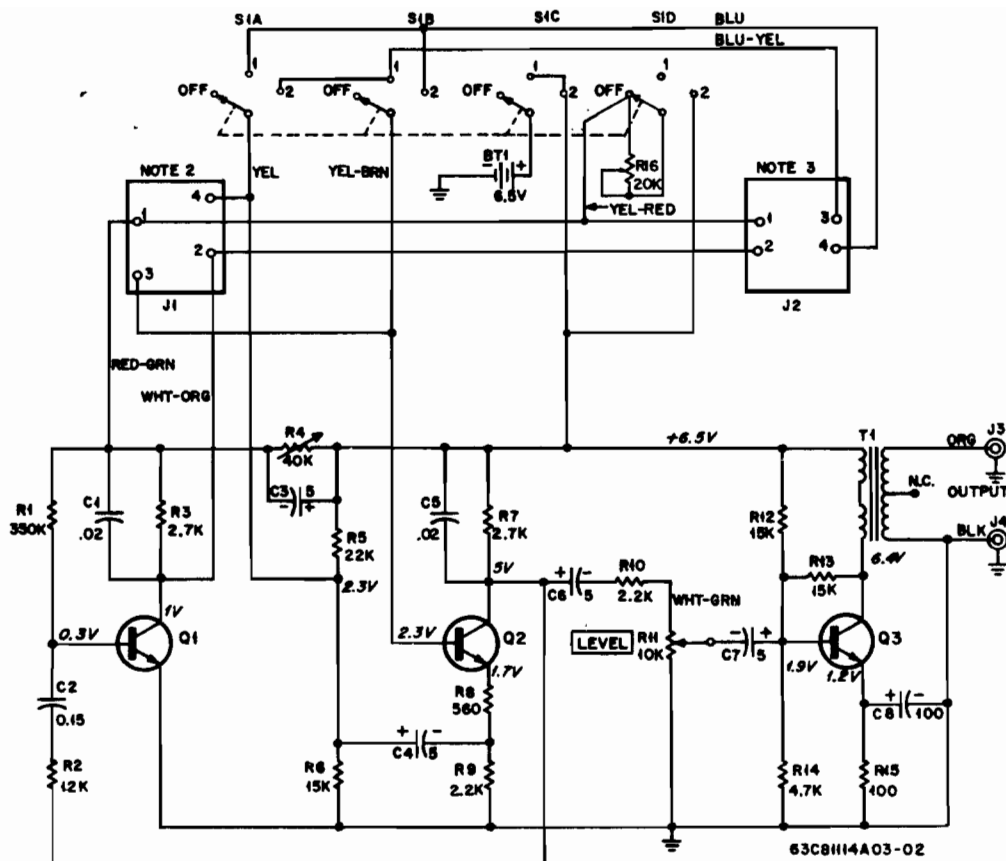 S1A S1B S1C S1D BLU
BLU-YEL
1 1 1 1
OFF 2 OFF 2 OFF 2 OFF 2
BT1
- +
6.5V
R16
20K
YEL YEL-BRN YEL-RED
NOTE 2 NOTE 3
4
1 1 3
2 2 4
3
J1 J2
RED-GRN
WHT-ORG
R4
40K
+6.5V
T1 ORG J3
N.C.
OUTPUT
BLK J4
R1
350K
C1
.02
R3
2.7K
C3 5
- +
R5
22K
C5
.02
R7
2.7K
R12
15K
6.4V
R13
15K
2.3V
5V
+ -
C6 5
R10
2.2K
WHT-GRN
1V
0.3V
Q1
2.3V
Q2
1.7V
LEVEL
R11
10K
- +
C7 5
1.9V
Q3
1.2V
C2
0.15
R8
560
+ -
C8 100
+ -
C4 5
R2
12K
R6
15K
R9
2.2K
R14
4.7K
R15
100
63C81114A03-02